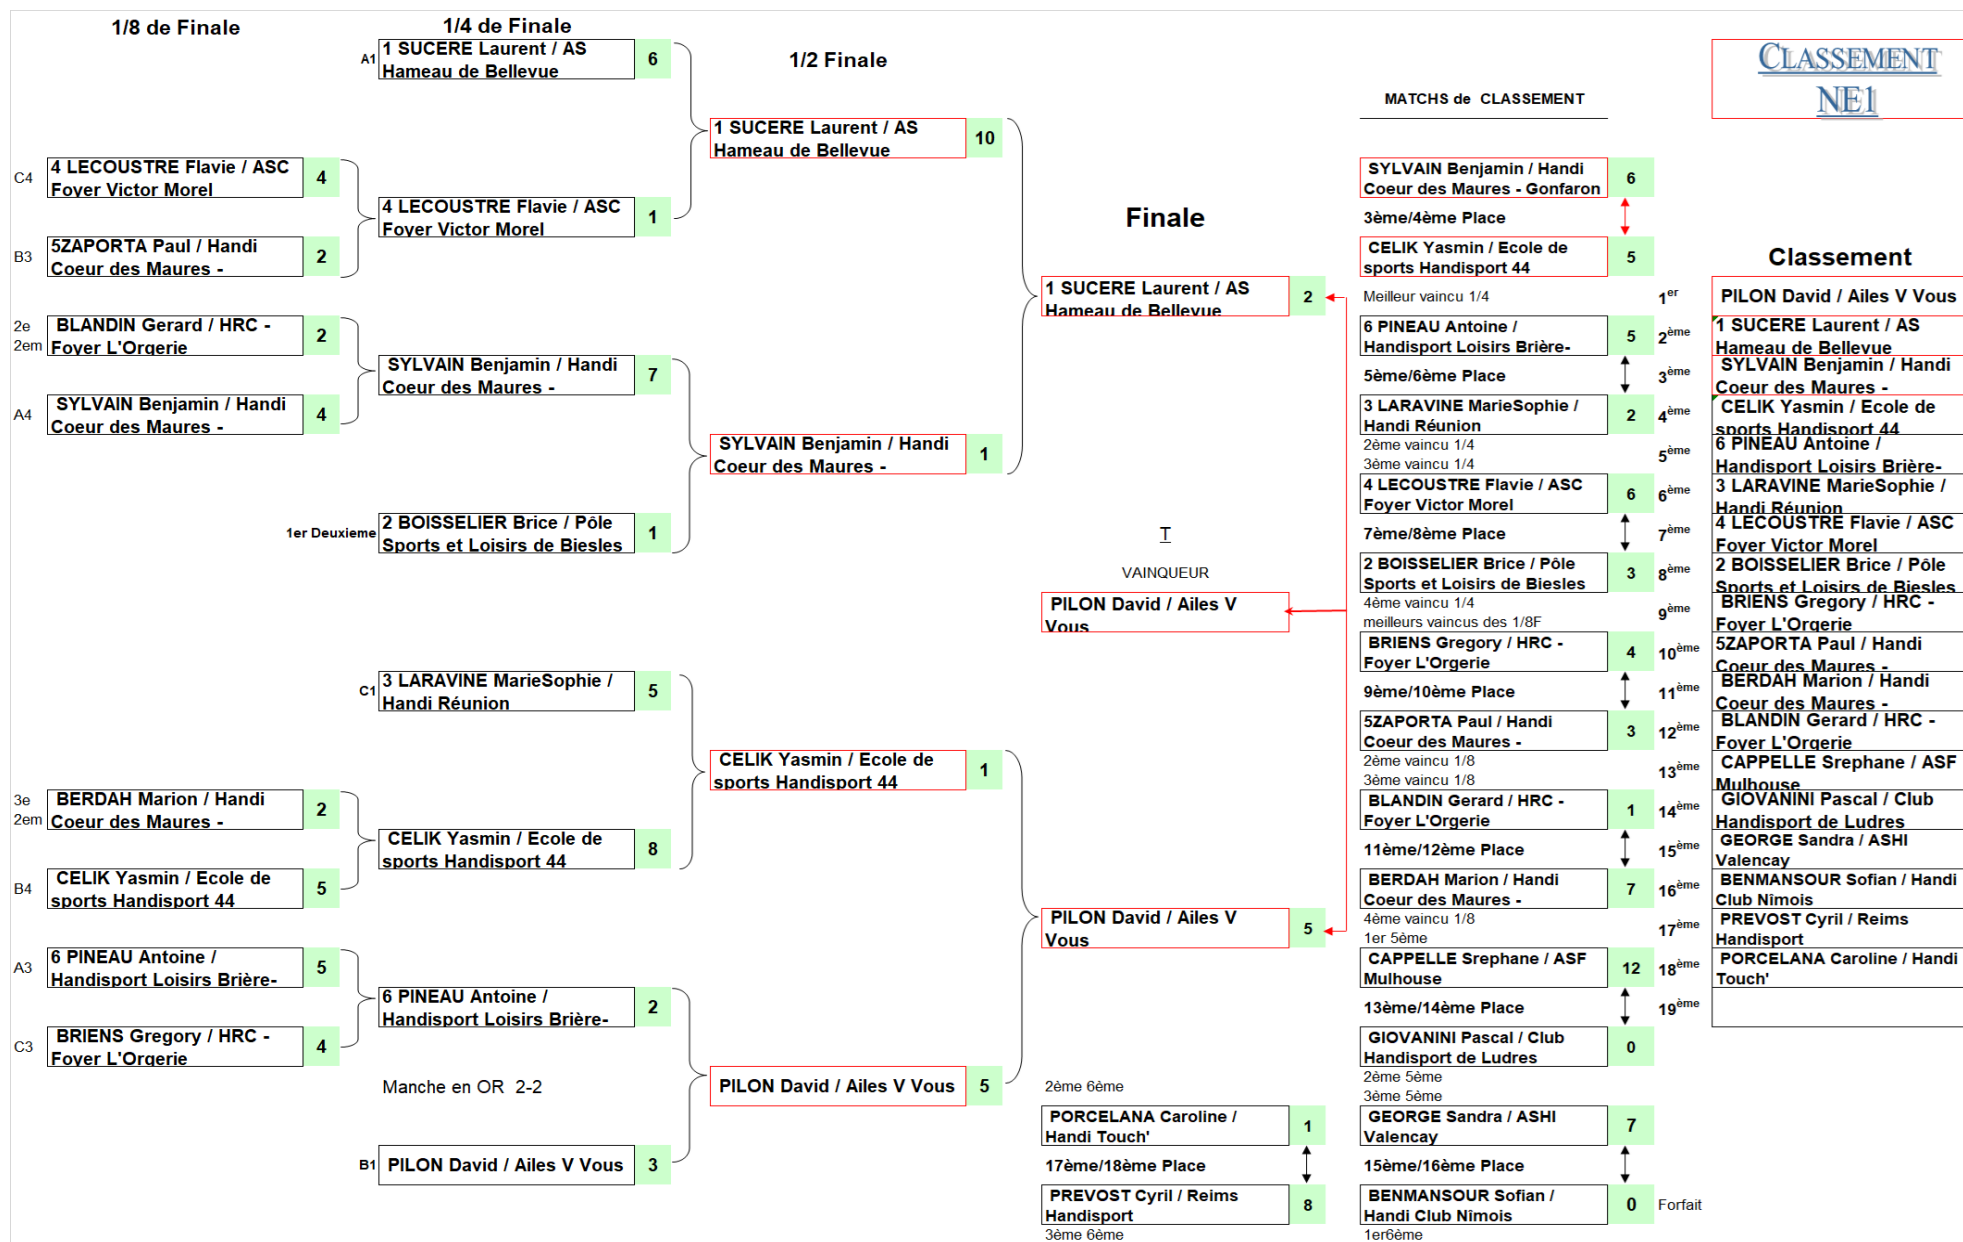 1/8 de Finale
1/4 de Finale
1/2 Finale
Finale
C4
4 LECOUSTRE Flavie / ASC
Foyer Victor Morel
4
B3
5ZAPORTA Paul / Handi
Coeur des Maures -
2
2e
2em
BLANDIN Gerard / HRC -
Foyer L'Orgerie
2
A4
SYLVAIN Benjamin / Handi
Coeur des Maures -
4
3e
2em
BERDAH Marion / Handi
Coeur des Maures -
2
B4
CELIK Yasmin / Ecole de
sports Handisport 44
5
A3
6 PINEAU Antoine /
Handisport Loisirs Brière-
5
C3
BRIENS Gregory / HRC -
Foyer L'Orgerie
4
A1
1 SUCERE Laurent / AS
Hameau de Bellevue
6
4 LECOUSTRE Flavie / ASC
Foyer Victor Morel
1
SYLVAIN Benjamin / Handi
Coeur des Maures -
7
1er Deuxieme
2 BOISSELIER Brice / Pôle
Sports et Loisirs de Biesles
1
C1
3 LARAVINE MarieSophie /
Handi Réunion
5
CELIK Yasmin / Ecole de
sports Handisport 44
8
6 PINEAU Antoine /
Handisport Loisirs Brière-
2
Manche en OR 2-2
B1
PILON David / Ailes V Vous
3
1 SUCERE Laurent / AS
Hameau de Bellevue
10
SYLVAIN Benjamin / Handi
Coeur des Maures -
1
CELIK Yasmin / Ecole de
sports Handisport 44
1
PILON David / Ailes V Vous
5
1 SUCERE Laurent / AS
Hameau de Bellevue
2
T
VAINQUEUR
PILON David / Ailes V
Vous
PILON David / Ailes V
Vous
5
2ème 6ème
PORCELANA Caroline /
Handi Touch'
1
17ème/18ème Place
PREVOST Cyril / Reims
Handisport
8
3ème 6ème
MATCHS de CLASSEMENT
SYLVAIN Benjamin / Handi
Coeur des Maures - Gonfaron
6
3ème/4ème Place
CELIK Yasmin / Ecole de
sports Handisport 44
5
Meilleur vaincu 1/4
6 PINEAU Antoine /
Handisport Loisirs Brière-
5
5ème/6ème Place
3 LARAVINE MarieSophie /
Handi Réunion
2
2ème vaincu 1/4
3ème vaincu 1/4
4 LECOUSTRE Flavie / ASC
Foyer Victor Morel
6
7ème/8ème Place
2 BOISSELIER Brice / Pôle
Sports et Loisirs de Biesles
3
4ème vaincu 1/4
meilleurs vaincus des 1/8F
BRIENS Gregory / HRC -
Foyer L'Orgerie
4
9ème/10ème Place
5ZAPORTA Paul / Handi
Coeur des Maures -
3
2ème vaincu 1/8
3ème vaincu 1/8
BLANDIN Gerard / HRC -
Foyer L'Orgerie
1
11ème/12ème Place
BERDAH Marion / Handi
Coeur des Maures -
7
4ème vaincu 1/8
1er 5ème
CAPPELLE Srephane / ASF
Mulhouse
12
13ème/14ème Place
GIOVANINI Pascal / Club
Handisport de Ludres
0
2ème 5ème
3ème 5ème
GEORGE Sandra / ASHI
Valencay
7
15ème/16ème Place
BENMANSOUR Sofian /
Handi Club Nîmois
0
Forfait
1er6ème
CLASSEMENT
NE1
Classement
1er
PILON David / Ailes V Vous
2ème
1 SUCERE Laurent / AS
Hameau de Bellevue
3ème
SYLVAIN Benjamin / Handi
Coeur des Maures -
4ème
CELIK Yasmin / Ecole de
sports Handisport 44
5ème
6 PINEAU Antoine /
Handisport Loisirs Brière-
6ème
3 LARAVINE MarieSophie /
Handi Réunion
7ème
4 LECOUSTRE Flavie / ASC
Foyer Victor Morel
8ème
2 BOISSELIER Brice / Pôle
Sports et Loisirs de Biesles
9ème
BRIENS Gregory / HRC -
Foyer L'Orgerie
10ème
5ZAPORTA Paul / Handi
Coeur des Maures -
11ème
BERDAH Marion / Handi
Coeur des Maures -
12ème
BLANDIN Gerard / HRC -
Foyer L'Orgerie
13ème
CAPPELLE Srephane / ASF
Mulhouse
14ème
GIOVANINI Pascal / Club
Handisport de Ludres
15ème
GEORGE Sandra / ASHI
Valencay
16ème
BENMANSOUR Sofian / Handi
Club Nîmois
17ème
PREVOST Cyril / Reims
Handisport
18ème
PORCELANA Caroline / Handi
Touch'
19ème